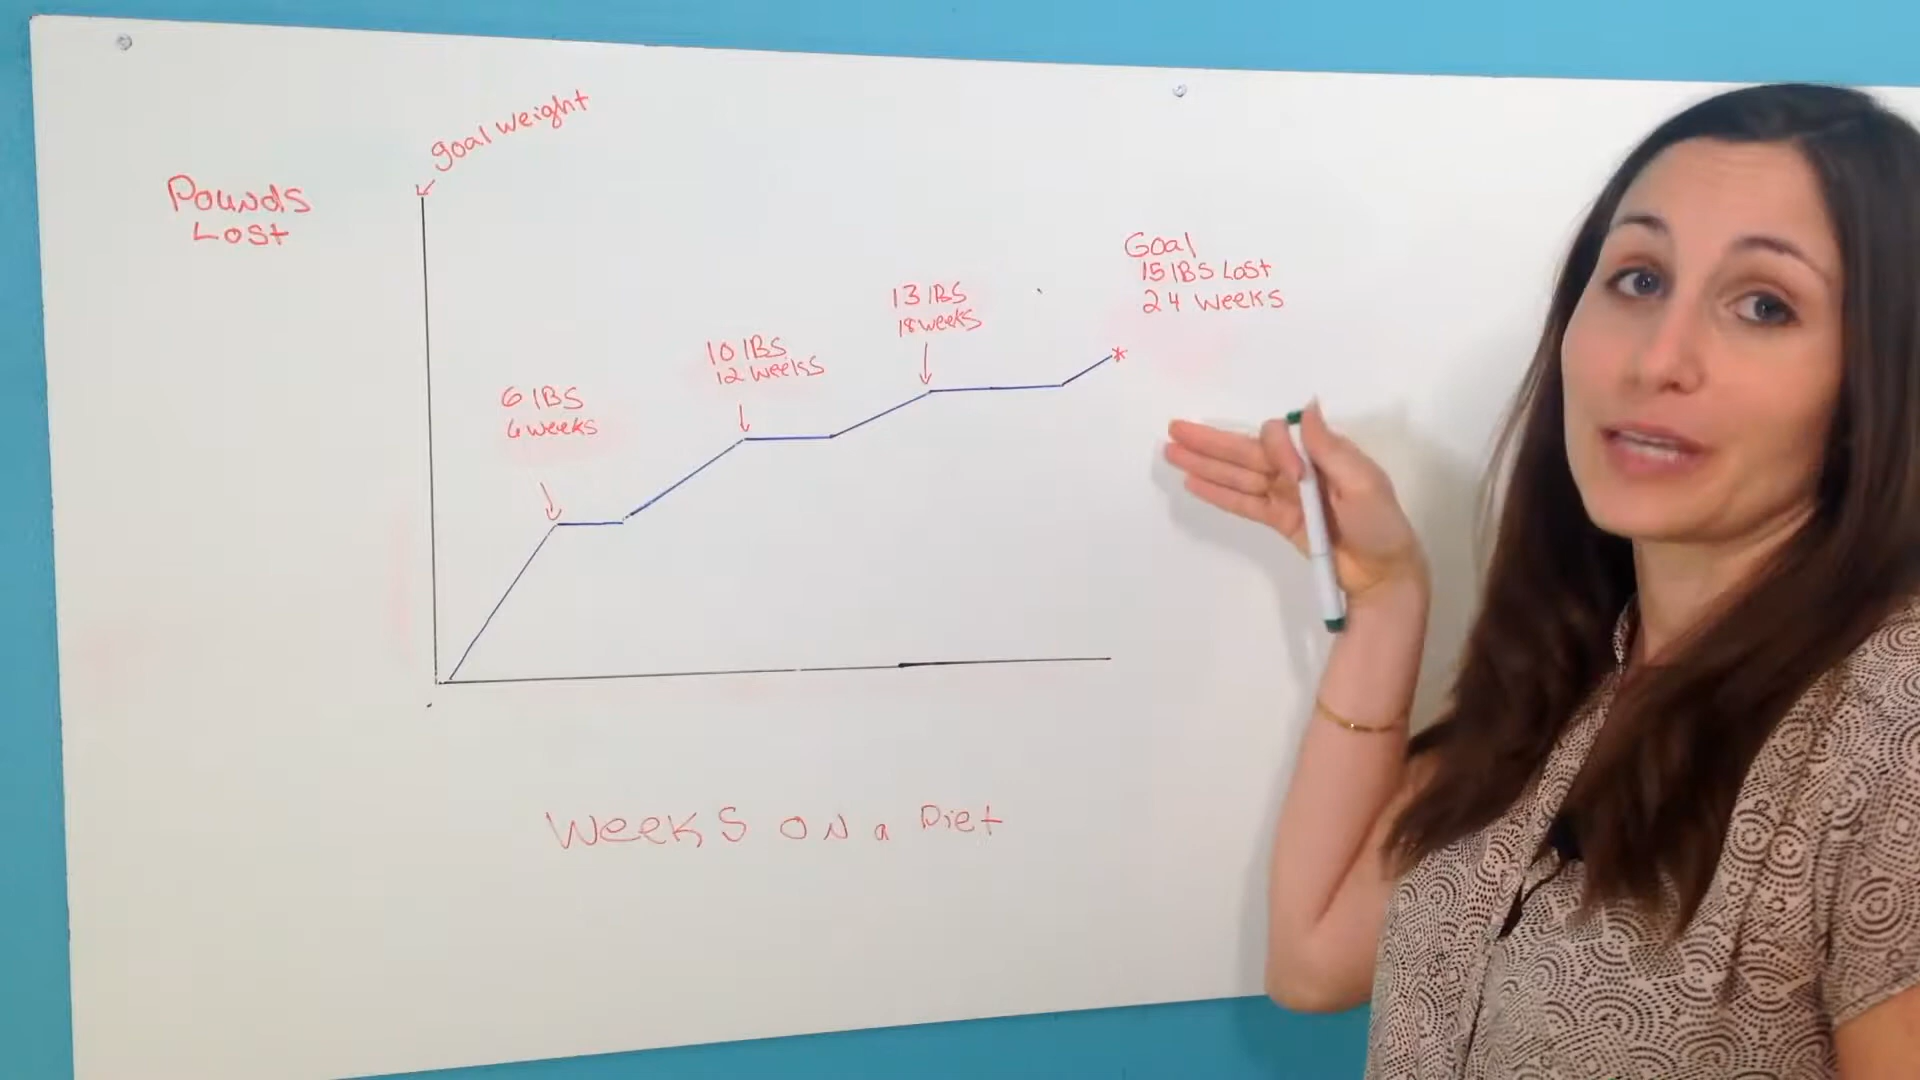 goal weight
Pounds
Lost
Goal
15 lBS Lost
24 weeks
13 lBS
18 weeks
10 lBS
12 weeks
6 lBS
6 weeks
Weeks on a Diet